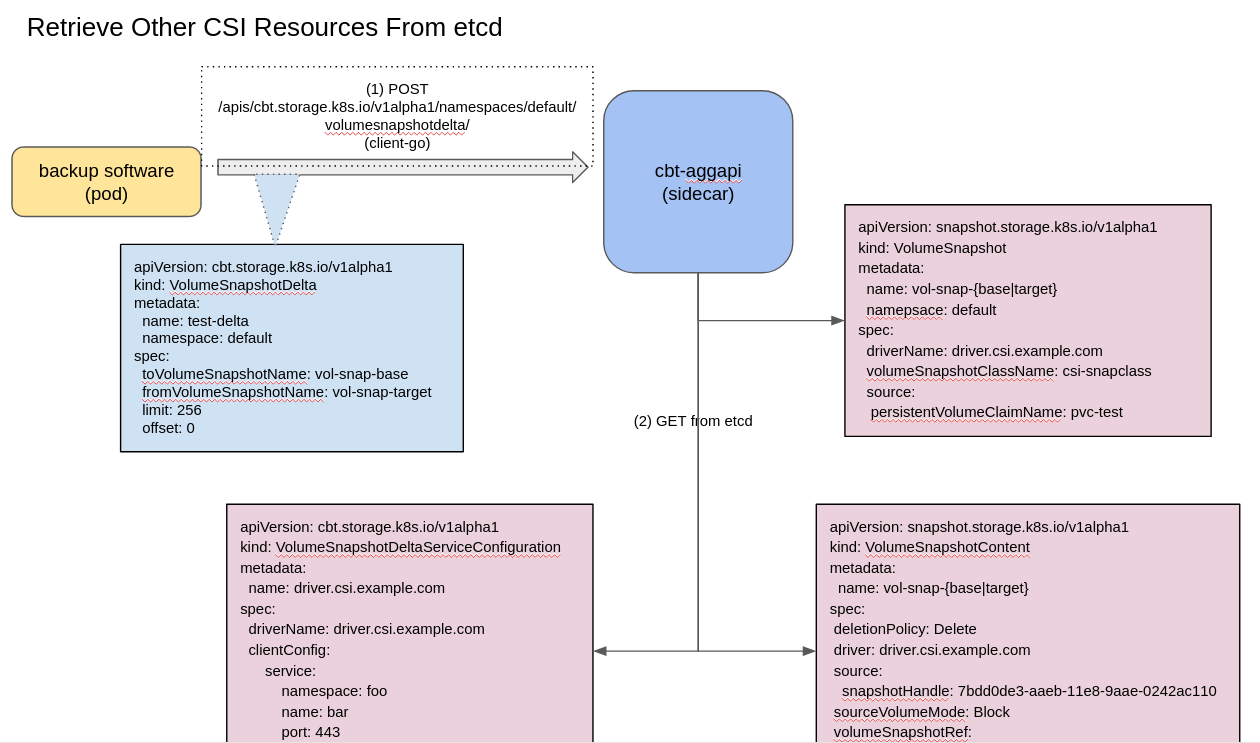 Retrieve Other CSI Resources From etcd
(1) POST
/apis/cbt.storage.k8s.io/v1alpha1/namespaces/default/
volumesnapshotdelta/
(client-go)
backup software
(pod)
cbt-aggapi
(sidecar)
apiVersion: cbt.storage.k8s.io/v1alpha1
kind: VolumeSnapshotDelta
metadata:
name: test-delta
namespace: default
spec:
toVolumeSnapshotName: vol-snap-base
fromVolumeSnapshotName: vol-snap-target
limit: 256
offset: 0
apiVersion: snapshot.storage.k8s.io/v1alpha1
kind: VolumeSnapshot
metadata:
name: vol-snap-{base|target}
namepsace: default
spec:
driverName: driver.csi.example.com
volumeSnapshotClassName: csi-snapclass
source:
persistentVolumeClaimName: pvc-test
(2) GET from etcd
apiVersion: cbt.storage.k8s.io/v1alpha1
kind: VolumeSnapshotDeltaServiceConfiguration
metadata:
name: driver.csi.example.com
spec:
driverName: driver.csi.example.com
clientConfig:
service:
namespace: foo
name: bar
port: 443
apiVersion: snapshot.storage.k8s.io/v1alpha1
kind: VolumeSnapshotContent
metadata:
name: vol-snap-{base|target}
spec:
deletionPolicy: Delete
driver: driver.csi.example.com
source:
snapshotHandle: 7bdd0de3-aaeb-11e8-9aae-0242ac110
sourceVolumeMode: Block
volumeSnapshotRef: